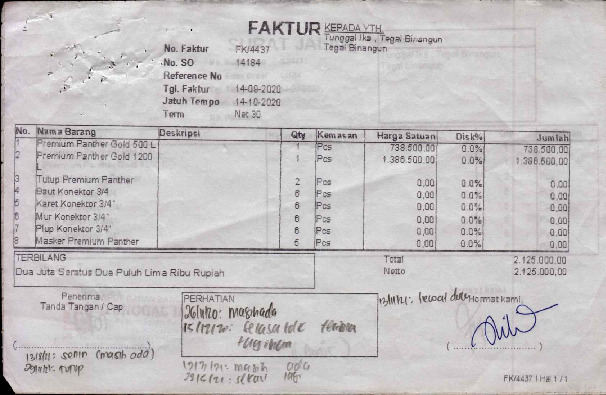 FAKTUR
KEPADA YTH.
Tunggal Ika , Tegal Binangun
Tegal Binangun
No. Faktur FK/4437
No. SO 14184
Reference No
Tgl. Faktur 14-09-2020
Jatuh Tempo 14-10-2020
Term Net 30
No. Nama Barang Deskripsi Qty Kemasan Harga Satuan Disk% Jumlah
1 Premium Panther Gold 500 L 1 Pcs 738.500.00 0.0% 738.500.00
2 Premium Panther Gold 1200 L 1 Pcs 1.386.500.00 0.0% 1.386.500.00
3 Tutup Premium Panther 2 Pcs 0,00 0.0% 0,00
4 Baut Konektor 3/4 6 Pcs 0,00 0.0% 0,00
5 Karet Konektor 3/4" 6 Pcs 0,00 0.0% 0,00
6 Mur Konektor 3/4" 6 Pcs 0,00 0.0% 0,00
7 Plup Konektor 3/4" 6 Pcs 0,00 0.0% 0,00
8 Masker Premium Panther 6 Pcs 0,00 0.0% 0,00
TERBILANG
Dua Juta Seratus Dua Puluh Lima Ribu Rupiah
Total 2.125.000,00
Netto 2.125.000,00
Penerima
Tanda Tangan / Cap
PERHATIAN
Hormat kami,
(masih ada)
tutup
masih ada
FK/4437 | Hal 1 / 1